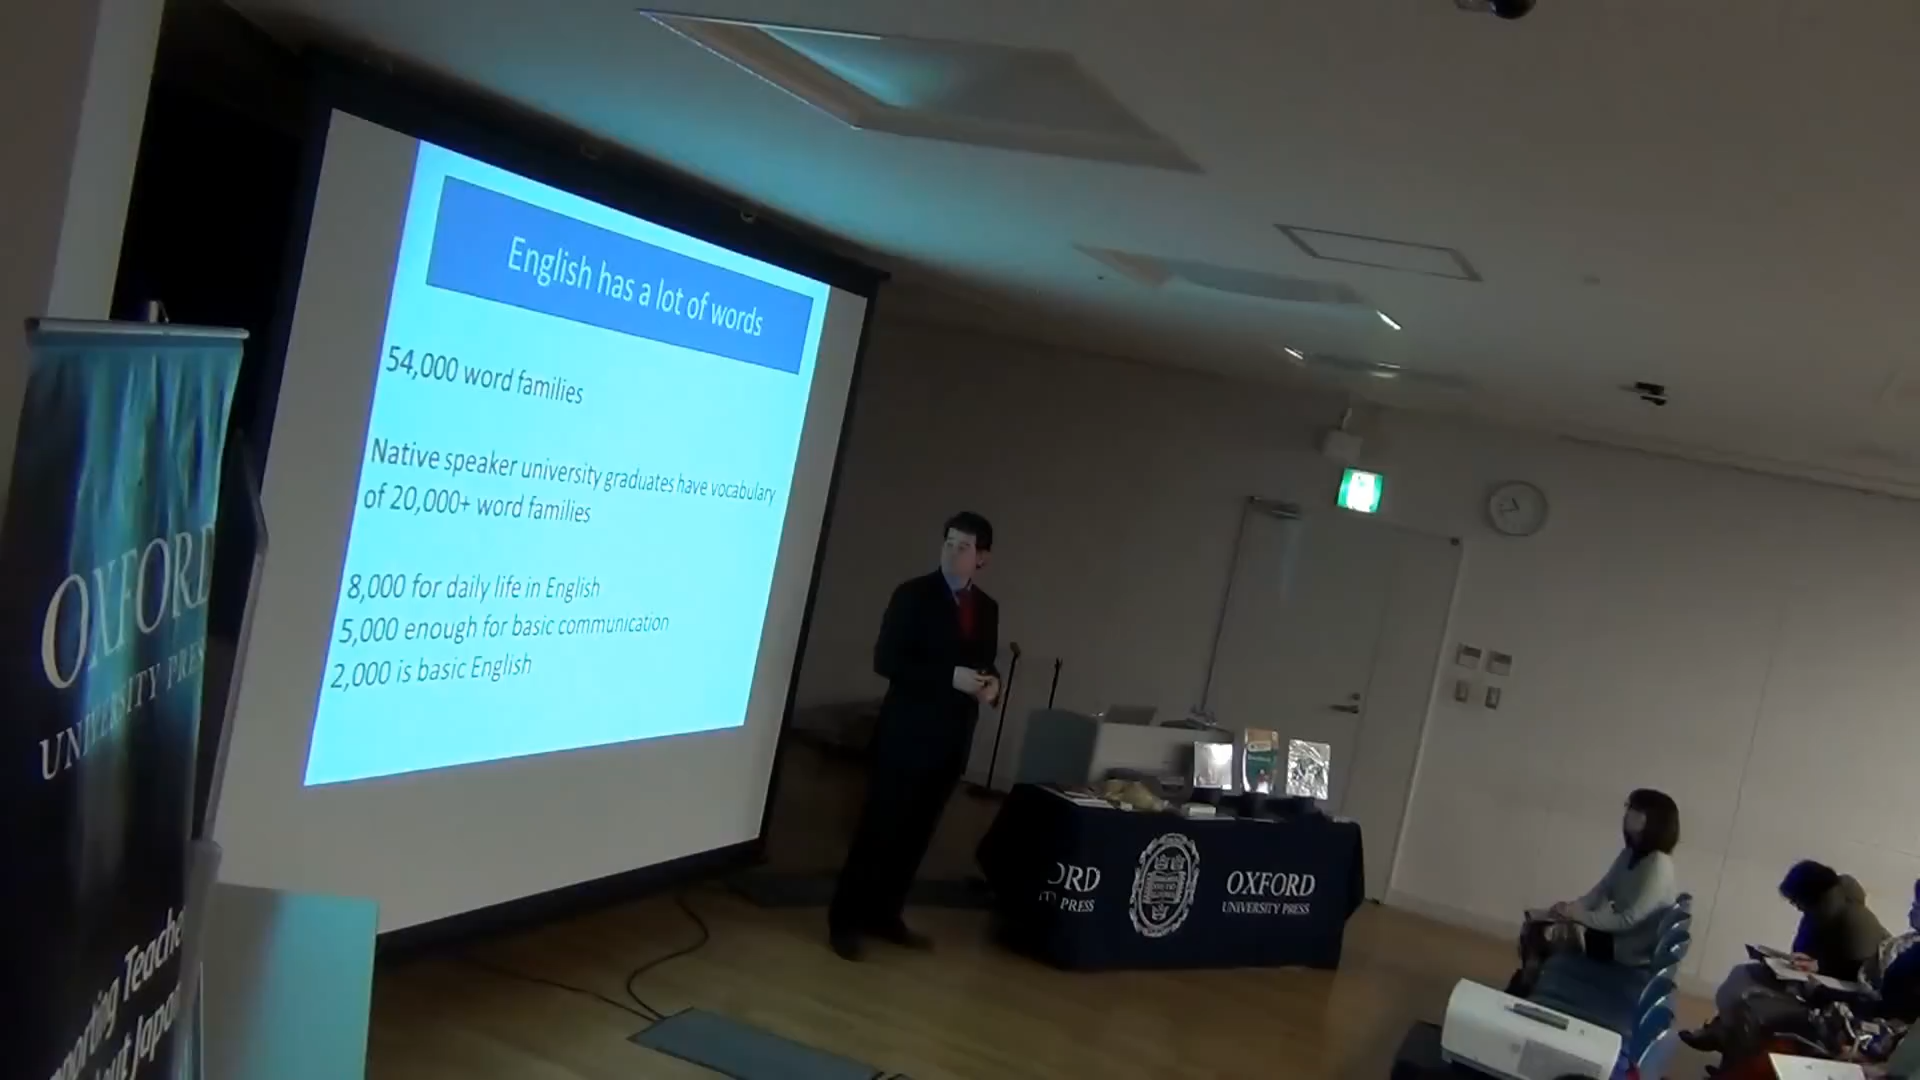 English has a lot of words
54,000 word families
Native speaker university graduates have vocabulary
of 20,000+ word families
8,000 for daily life in English
5,000 enough for basic communication
2,000 is basic English
OXFORD
UNIVERSITY PRESS
ORD
PRESS
OXFORD
UNIVERSITY PRESS